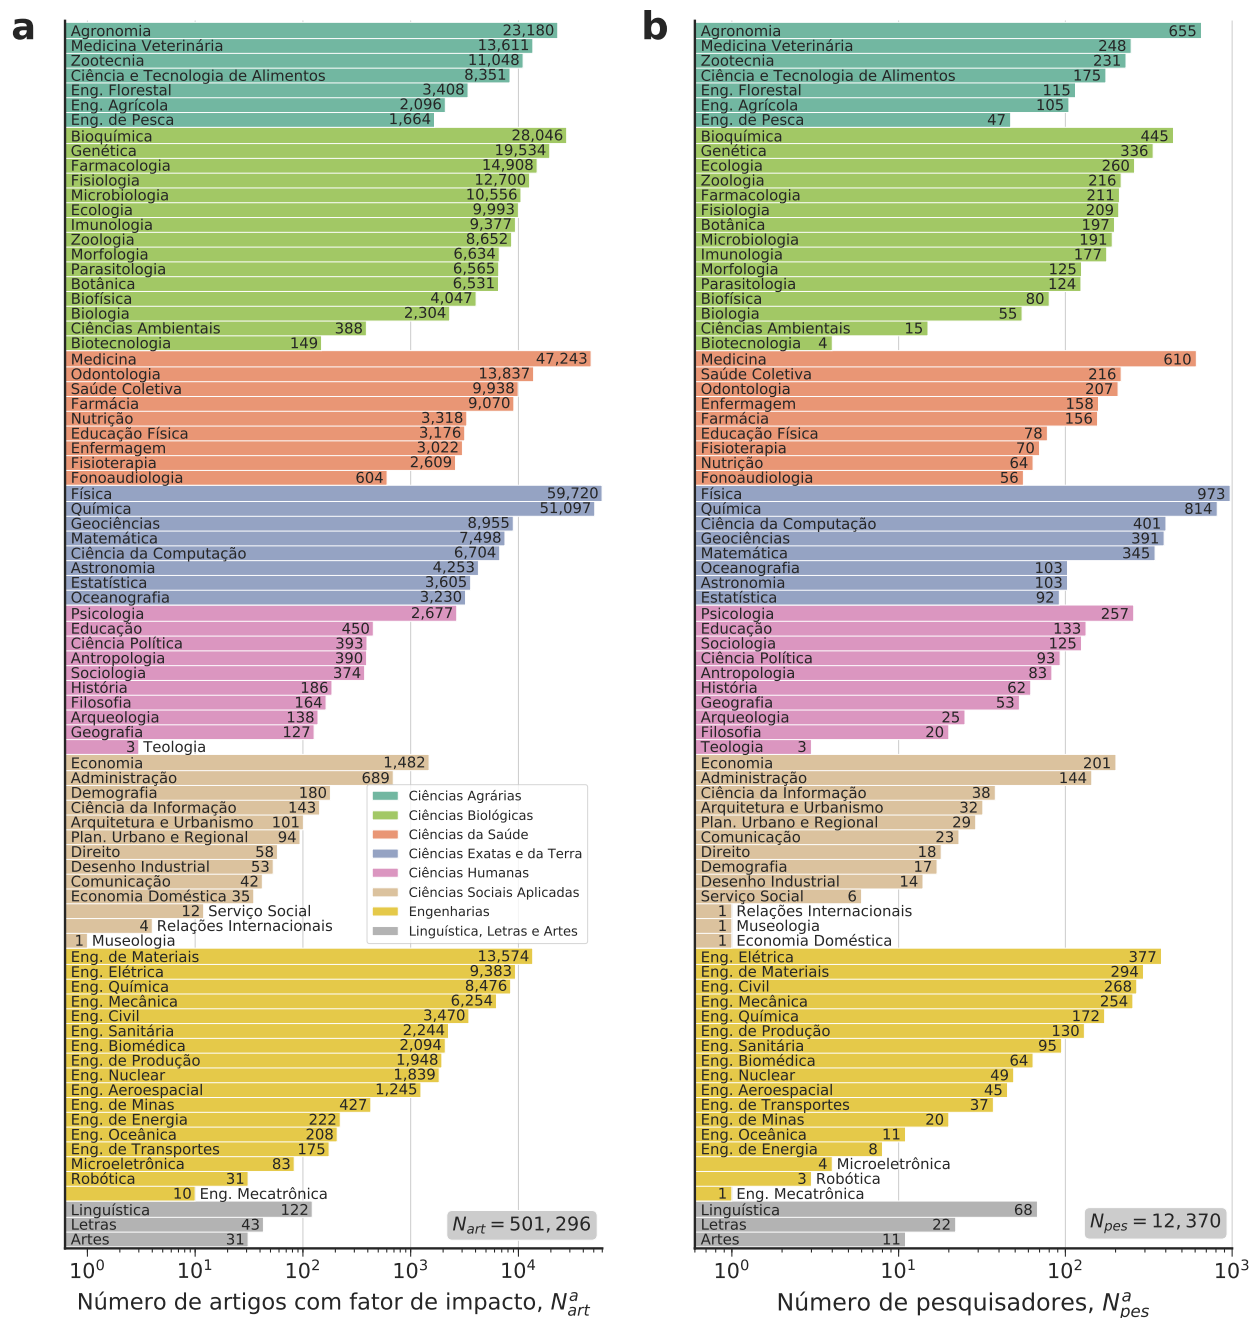 a
Agronomia 23,180
Medicina Veterinária 13,611
Zootecnia 11,048
Ciência e Tecnologia de Alimentos 8,351
Eng. Florestal 3,408
Eng. Agrícola 2,096
Eng. de Pesca 1,664
Bioquímica 28,046
Genética 19,534
Farmacologia 14,908
Fisiologia 12,700
Microbiologia 10,556
Ecologia 9,993
Imunologia 9,377
Zoologia 8,652
Morfologia 6,634
Parasitologia 6,565
Botânica 6,531
Biofísica 4,047
Biologia 2,304
Ciências Ambientais 388
Biotecnologia 149
Medicina 47,243
Odontologia 13,837
Saúde Coletiva 9,938
Farmácia 9,070
Nutrição 3,318
Educação Física 3,176
Enfermagem 3,022
Fisioterapia 2,609
Fonoaudiologia 604
Física 59,720
Química 51,097
Geociências 8,955
Matemática 7,498
Ciência da Computação 6,704
Astronomia 4,253
Estatística 3,605
Oceanografia 3,230
Psicologia 2,677
Educação 450
Ciência Política 393
Antropologia 390
Sociologia 374
História 186
Filosofia 164
Arqueologia 138
Geografia 127
3 Teologia
Economia 1,482
Administração 689
Demografia 180
Ciência da Informação 143
Arquitetura e Urbanismo 101
Plan. Urbano e Regional 94
Direito 58
Desenho Industrial 53
Comunicação 42
Economia Doméstica 35
12 Serviço Social
4 Relações Internacionais
1 Museologia
Eng. de Materiais 13,574
Eng. Elétrica 9,383
Eng. Química 8,476
Eng. Mecânica 6,254
Eng. Civil 3,470
Eng. Sanitária 2,244
Eng. Biomédica 2,094
Eng. de Produção 1,948
Eng. Nuclear 1,839
Eng. Aeroespacial 1,245
Eng. de Minas 427
Eng. de Energia 222
Eng. Oceânica 208
Eng. de Transportes 175
Microeletrônica 83
Robótica 31
10 Eng. Mecatrônica
Linguística 122
Letras 43
Artes 31
Ciências Agrárias
Ciências Biológicas
Ciências da Saúde
Ciências Exatas e da Terra
Ciências Humanas
Ciências Sociais Aplicadas
Engenharias
Linguística, Letras e Artes
N_art = 501, 296
10^0 10^1 10^2 10^3 10^4
Número de artigos com fator de impacto, N^a_art
b
Agronomia 655
Medicina Veterinária 248
Zootecnia 231
Ciência e Tecnologia de Alimentos 175
Eng. Florestal 115
Eng. Agrícola 105
Eng. de Pesca 47
Bioquímica 445
Genética 336
Ecologia 260
Zoologia 216
Farmacologia 211
Fisiologia 209
Botânica 197
Microbiologia 191
Imunologia 177
Morfologia 125
Parasitologia 124
Biofísica 80
Biologia 55
Ciências Ambientais 15
Biotecnologia 4
Medicina 610
Saúde Coletiva 216
Odontologia 207
Enfermagem 158
Farmácia 156
Educação Física 78
Fisioterapia 70
Nutrição 64
Fonoaudiologia 56
Física 973
Química 814
Ciência da Computação 401
Geociências 391
Matemática 345
Oceanografia 103
Astronomia 103
Estatística 92
Psicologia 257
Educação 133
Sociologia 125
Ciência Política 93
Antropologia 83
História 62
Geografia 53
Arqueologia 25
Filosofia 20
Teologia 3
Economia 201
Administração 144
Ciência da Informação 38
Arquitetura e Urbanismo 32
Plan. Urbano e Regional 29
Comunicação 23
Direito 18
Demografia 17
Desenho Industrial 14
Serviço Social 6
1 Relações Internacionais
1 Museologia
1 Economia Doméstica
Eng. Elétrica 377
Eng. de Materiais 294
Eng. Civil 268
Eng. Mecânica 254
Eng. Química 172
Eng. de Produção 130
Eng. Sanitária 95
Eng. Biomédica 64
Eng. Nuclear 49
Eng. Aeroespacial 45
Eng. de Transportes 37
Eng. de Minas 20
Eng. Oceânica 11
Eng. de Energia 8
4 Microeletrônica
3 Robótica
1 Eng. Mecatrônica
Linguística 68
Letras 22
Artes 11
N_pes = 12, 370
10^0 10^1 10^2 10^3
Número de pesquisadores, N^a_pes